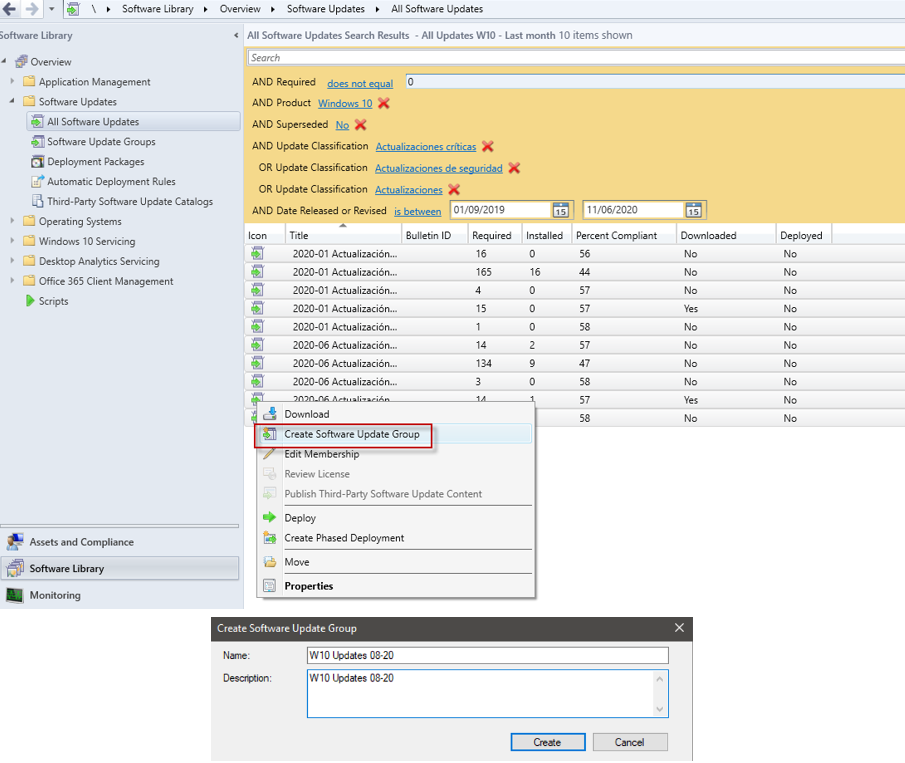 \ ▸ Software Library ▸ Overview ▸ Software Updates ▸ All Software Updates
Software Library
Overview
Application Management
Software Updates
All Software Updates
Software Update Groups
Deployment Packages
Automatic Deployment Rules
Third-Party Software Update Catalogs
Operating Systems
Windows 10 Servicing
Desktop Analytics Servicing
Office 365 Client Management
Scripts
Assets and Compliance
Software Library
Monitoring
All Software Updates Search Results - All Updates W10 - Last month 10 items shown
Search
AND Required does not equal 0
AND Product Windows 10
AND Superseded No
AND Update Classification Actualizaciones críticas
OR Update Classification Actualizaciones de seguridad
OR Update Classification Actualizaciones
AND Date Released or Revised is between 01/09/2019 15 11/06/2020 15
Icon Title Bulletin ID Required Installed Percent Compliant Downloaded Deployed
2020-01 Actualización... 16 0 56 No No
2020-01 Actualización... 165 16 44 No No
2020-01 Actualización... 4 0 57 No No
2020-01 Actualización... 15 0 57 Yes No
2020-01 Actualización... 1 0 58 No No
2020-06 Actualización... 14 2 57 No No
2020-06 Actualización... 134 9 47 No No
2020-06 Actualización... 3 0 58 No No
2020-06 Actualización... 14 1 57 Yes No
58 No No
Download
Create Software Update Group
Edit Membership
Review License
Publish Third-Party Software Update Content
Deploy
Create Phased Deployment
Move
Properties
Create Software Update Group
Name: W10 Updates 08-20
Description: W10 Updates 08-20
Create Cancel